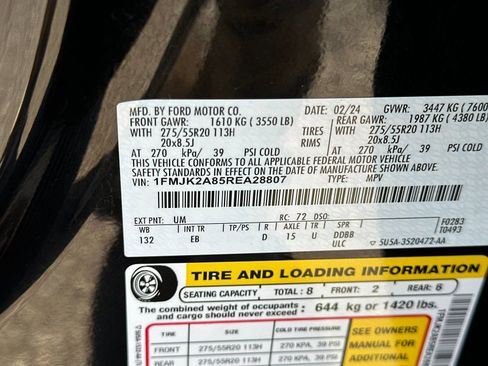 MFD. BY FORD MOTOR CO. 02/24 GVWR: 3447 KG ( 7600
FRONT GAWR: 1610 KG ( 3550 LB) REAR GAWR: 1987 KG ( 4380 LB)
WITH 275/55R20 113H TIRES WITH 275/55R20 113H
20x8.5J RIMS 20x8.5J
AT 270 kPa/ 39 PSI COLD AT 270 kPa/ 39 PSI COLD
THIS VEHICLE CONFORMS TO ALL APPLICABLE FEDERAL MOTOR VEHICLE
SAFETY STANDARDS IN EFFECT ON THE DATE OF MANUFACTURE SHOWN ABOVE.
VIN: 1FMJK2A85REA28807
TYPE: MPV
EXT PNT: UM RC: 72 DSO: F0283
WB INT TR TP/PS R AXLE TR SPR T0493
132 EB D 15 U DDBB
ULC 5USA-3520472-AA
TIRE AND LOADING INFORMATION
SEATING CAPACITY TOTAL : 8 FRONT: 2 REAR: 6
The combined weight of occupants and cargo should never exceed: 644 kg or 1420 lbs.
TIRE SIZE COLD TIRE PRESSURE
FRONT 275/55R20 113H 270 KPA, 39 PSI
REAR 275/55R20 113H 270 KPA, 39 PSI
SEE OWNERS
MANUAL FOR
ADDITIONAL